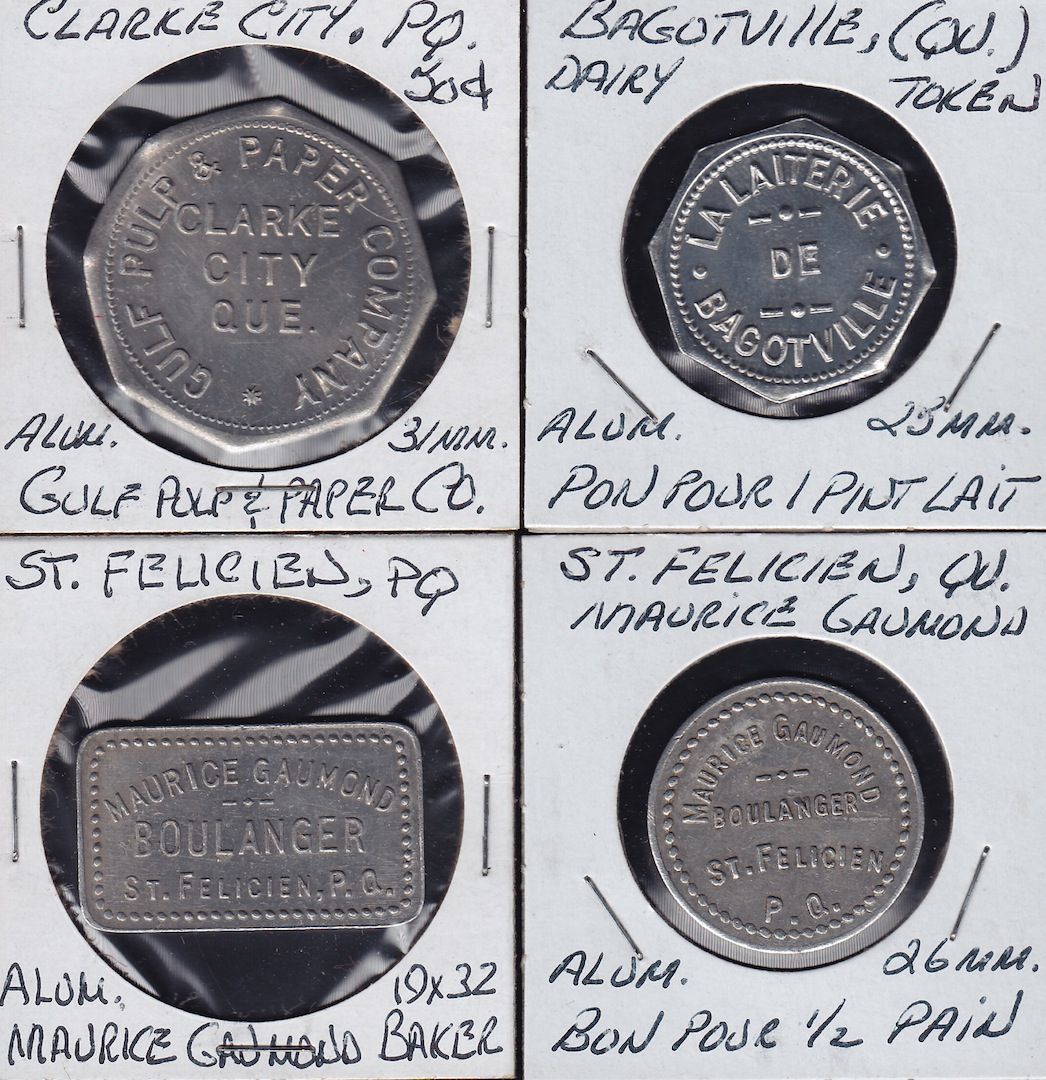 CLARKE CITY, PQ.
50¢
GULF PULP & PAPER COMPANY
CLARKE
CITY
QUE.
ALUM. 31MM.
GULF PULP & PAPER CO.
BAGOTVILLE, (QU.)
DAIRY TOKEN
LA LAITERIE
DE
BAGOTVILLE
ALUM. 25MM.
PON POUR 1 PINT LAIT
ST. FELICIEN, PQ
MAURICE GAUMOND
BOULANGER
ST. FELICIEN, P.Q.
ALUM. 19x32
MAURICE GAUMOND BAKER
ST. FELICIEN, QU.
MAURICE GAUMOND
MAURICE GAUMOND
BOULANGER
ST. FELICIEN
P.Q.
ALUM. 26MM.
BON POUR 1/2 PAIN